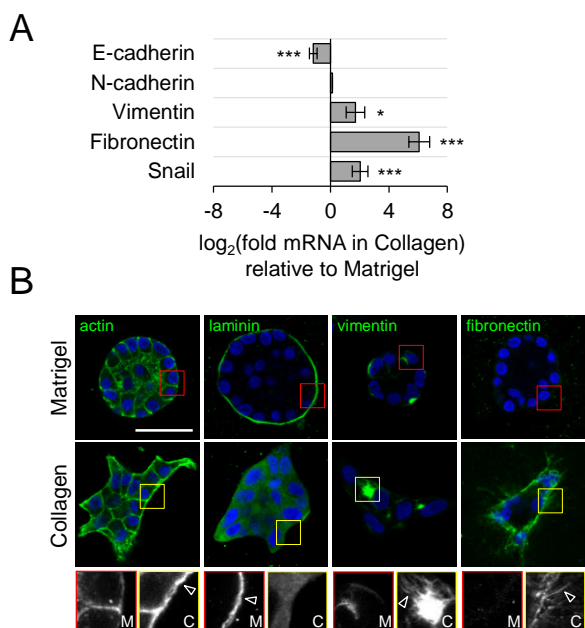 A
E-cadherin
***
N-cadherin
Vimentin
*
Fibronectin
***
Snail
***
-8 -4 0 4 8
log₂(fold mRNA in Collagen)
relative to Matrigel
B
actin laminin vimentin fibronectin
Matrigel
Collagen
M C M C M C M C